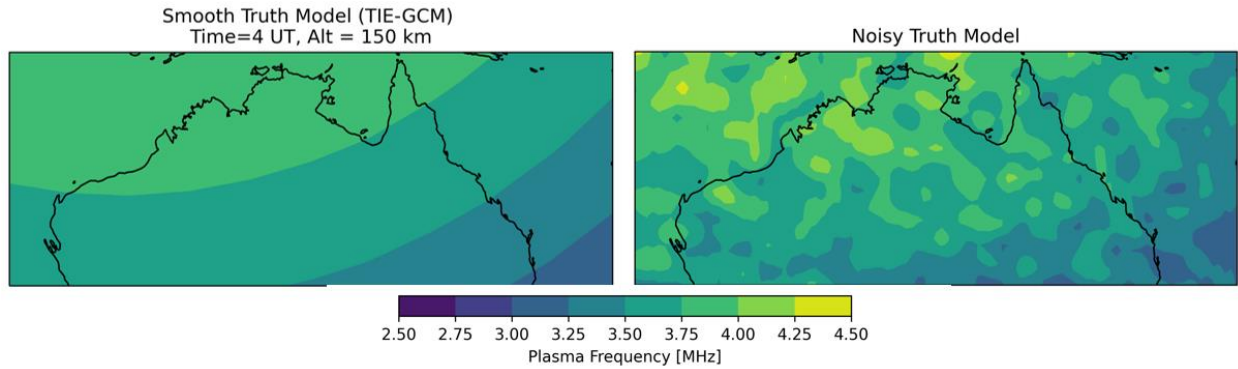 Smooth Truth Model (TIE-GCM)
Time=4 UT, Alt = 150 km
Noisy Truth Model
2.50 2.75 3.00 3.25 3.50 3.75 4.00 4.25 4.50
Plasma Frequency [MHz]